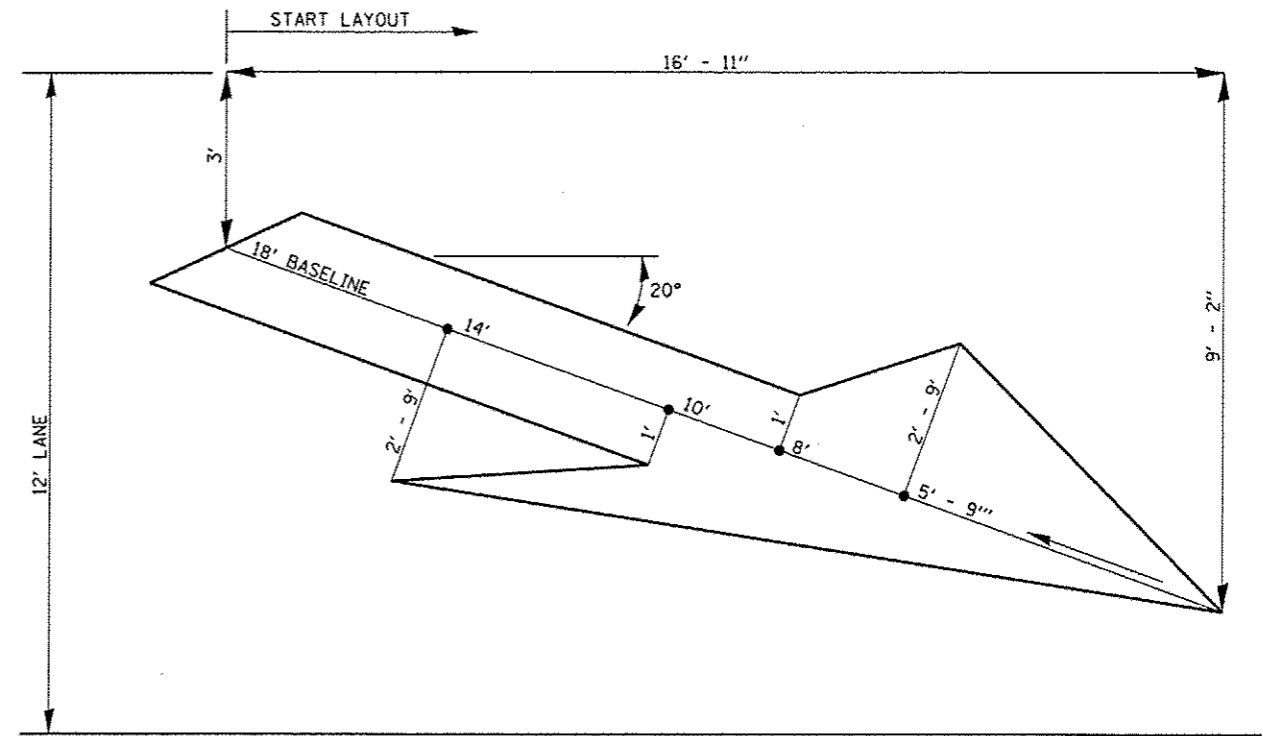 START LAYOUT
16' - 11"
3'
18' BASELINE
20°
14'
2' - 9'
10'
1'
1'
8'
2' - 9'
5' - 9'''
9' - 2"
12' LANE